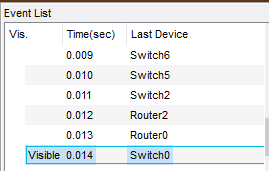 Event List
Vis. Time(sec) Last Device
0.009 Switch6
0.010 Switch5
0.011 Switch2
0.012 Router2
0.013 Router0
Visible 0.014 Switch0